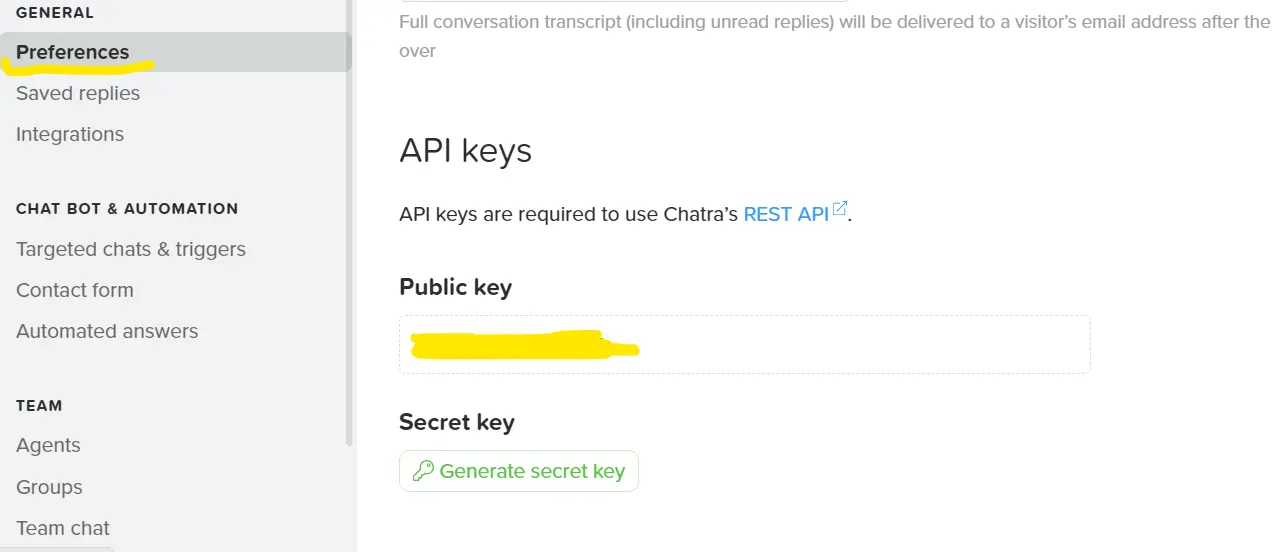 GENERAL
Preferences
Saved replies
Integrations
CHAT BOT & AUTOMATION
Targeted chats & triggers
Contact form
Automated answers
TEAM
Agents
Groups
Team chat
Full conversation transcript (including unread replies) will be delivered to a visitor’s email address after the
over
API keys
API keys are required to use Chatra’s REST API.
Public key
Secret key
Generate secret key